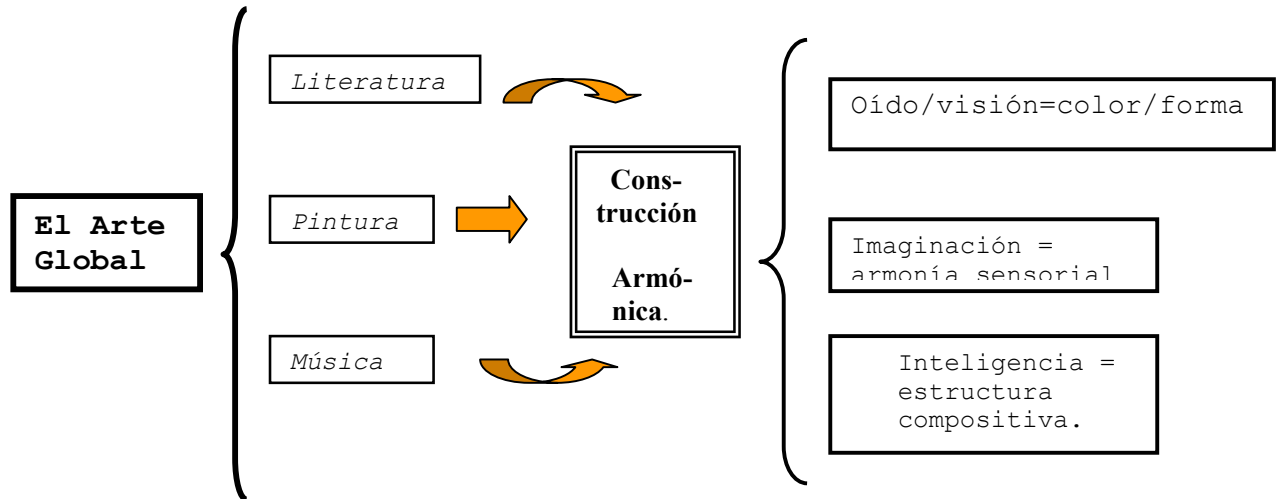 El Arte
Global
Literatura
Pintura
Música
Cons-
trucción
Armó-
nica.
Oído/visión=color/forma
Imaginación =
armonía sensorial
Inteligencia =
estructura
compositiva.